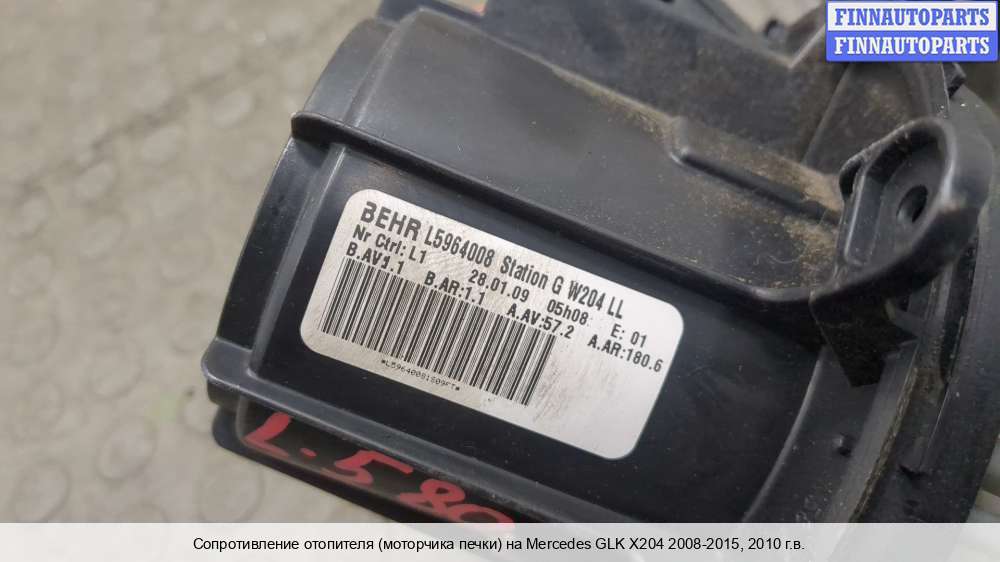 FINNAUTOPARTS
FINNAUTOPARTS
BEHR L5964008 Station G W204 LL
Nr Ctrl: L1 28.01.09 05h08 E: 01
B.AV:1.1 B.AR:1.1 A.AV:57.2 A.AR:180.6
L.580
Сопротивление отопителя (моторчика печки) на Mercedes GLK X204 2008-2015, 2010 г.в.